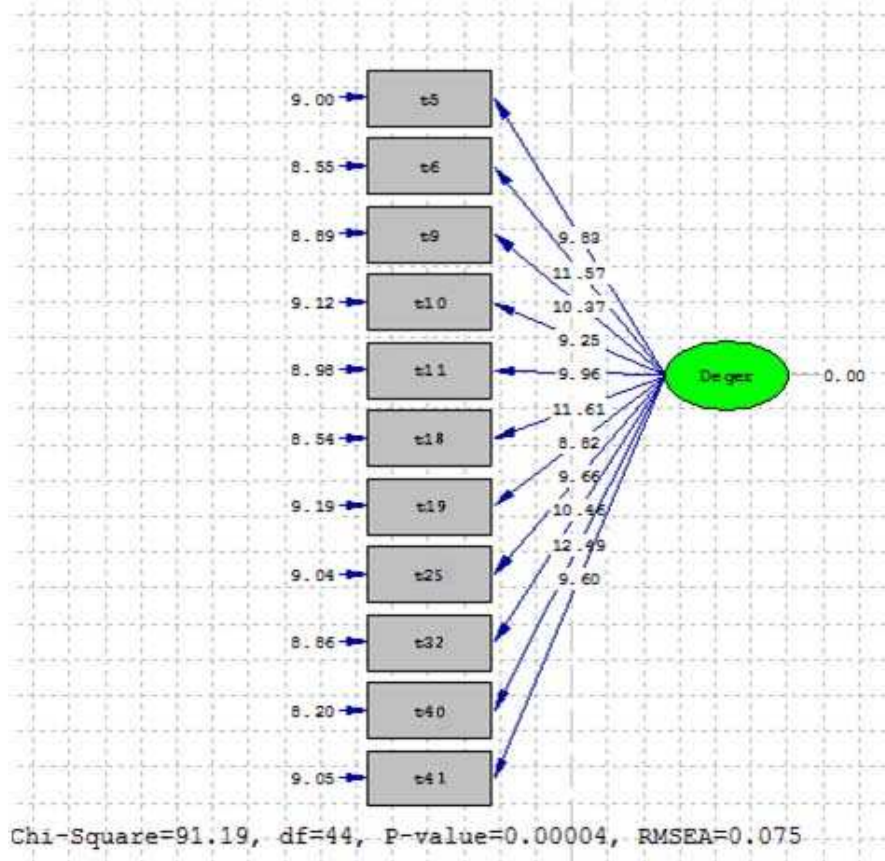 9.00 t5
8.55 t6
8.89 t9
9.83
11.57
10.37
9.12 t10
9.25
8.98 t11
9.96
Deger 0.00
11.61
8.54 t18
8.82
9.66
9.19 t19
10.46
12.49
9.04 t25
9.60
8.86 t32
8.20 t40
9.05 t41
Chi-Square=91.19, df=44, P-value=0.00004, RMSEA=0.075